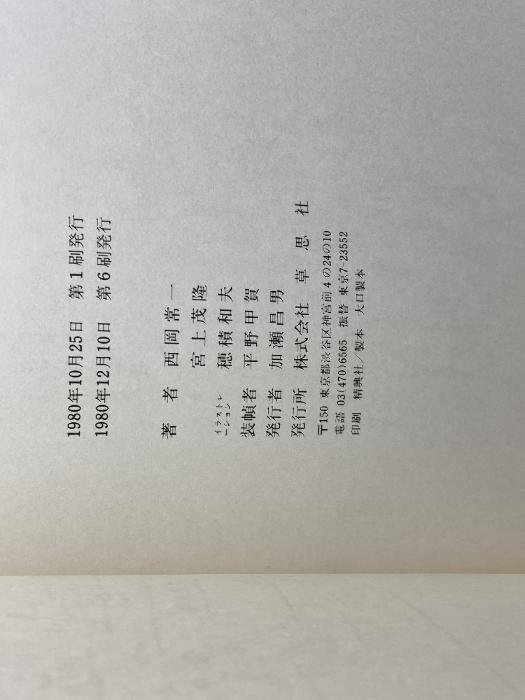 1980年10月25日　第1刷発行
1980年12月10日　第6刷発行
著　者　西岡常一
宮上茂隆
イラストレーション　穂積和夫
装幀者　平野甲賀
発行者　加瀬昌男
発行所　株式会社　草　思　社
〒150　東京都渋谷区神宮前4の24の10
電話 03(470)6565　振替 東京7-23552
印刷　精興社／製本　大口製本